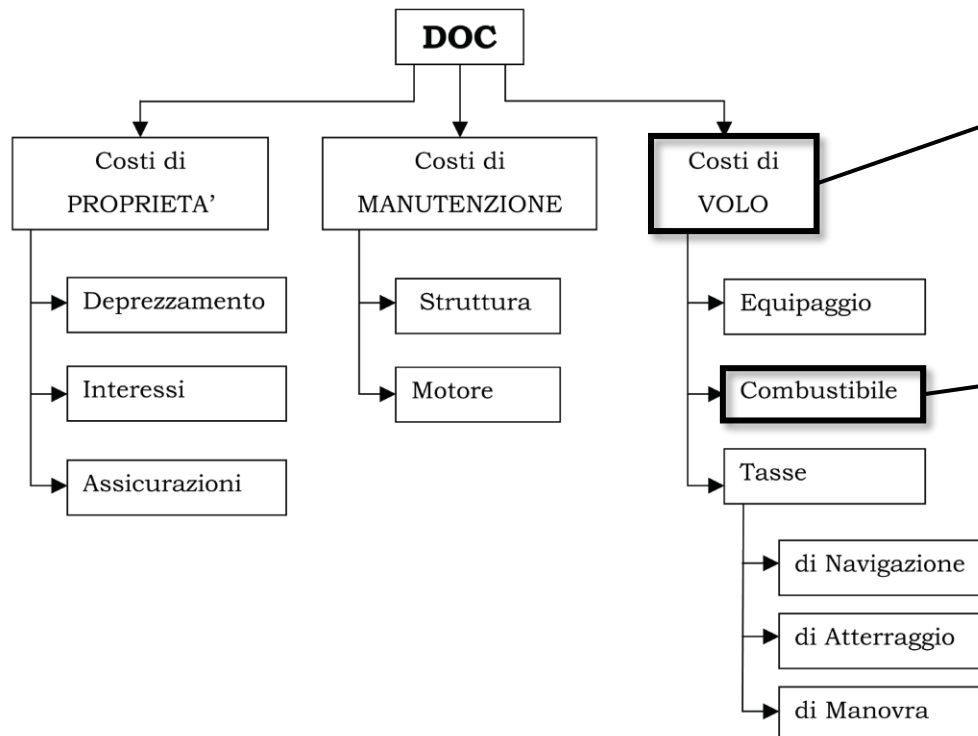 DOC
Costi di
PROPRIETA’
Deprezzamento
Interessi
Assicurazioni
Costi di
MANUTENZIONE
Struttura
Motore
Costi di
VOLO
Equipaggio
Combustibile
Tasse
di Navigazione
di Atterraggio
di Manovra